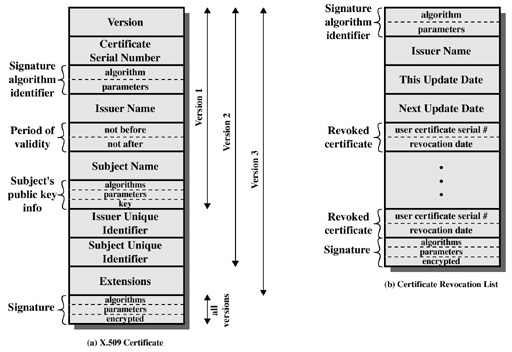 Version
Certificate
Serial Number
Signature
algorithm
identifier
algorithm
parameters
Issuer Name
Period of
validity
not before
not after
Subject Name
Subject's
public key
info
algorithms
parameters
key
Issuer Unique
Identifier
Subject Unique
Identifier
Extensions
Signature
algorithms
parameters
encrypted
Version 1
Version 2
Version 3
all
versions
(a) X.509 Certificate
Signature
algorithm
identifier
algorithm
parameters
Issuer Name
This Update Date
Next Update Date
Revoked
certificate
user certificate serial #
revocation date
Revoked
certificate
user certificate serial #
revocation date
Signature
algorithms
parameters
encrypted
(b) Certificate Revocation List